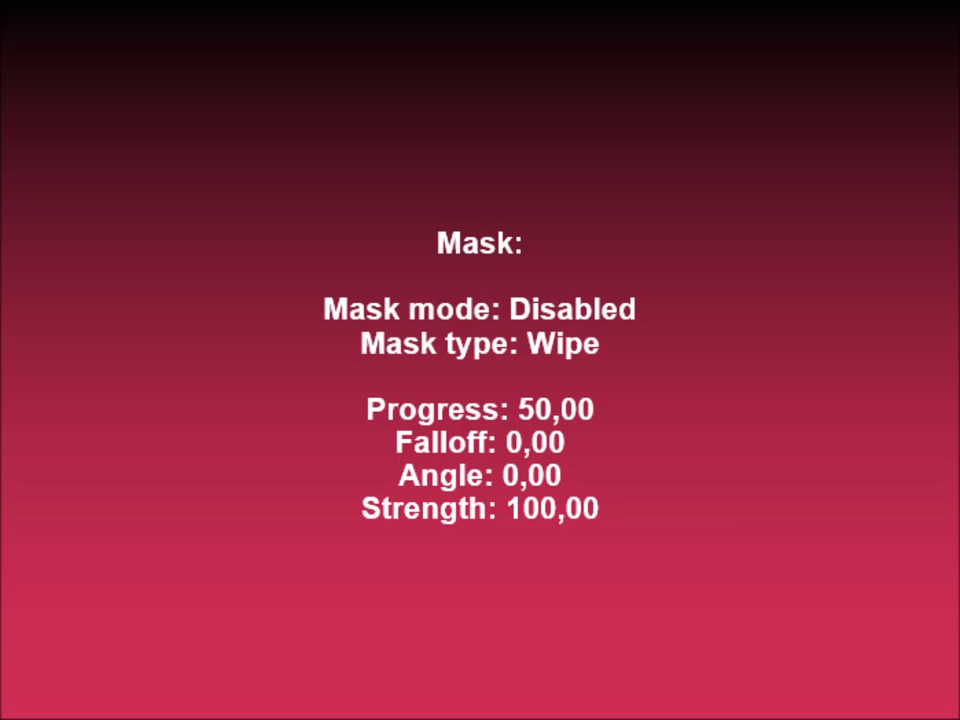 Mask:
Mask mode: Disabled
Mask type: Wipe
Progress: 50,00
Falloff: 0,00
Angle: 0,00
Strength: 100,00